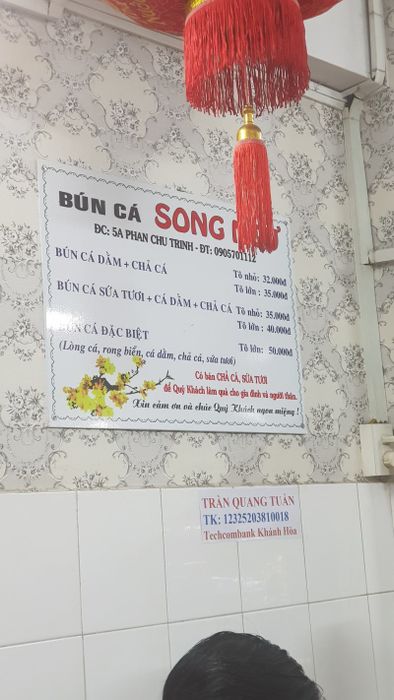 BÚN CÁ SONG
ĐC: 5A PHAN CHU TRINH - ĐT: 0905701112
BÚN CÁ DẦM + CHẢ CÁ Tô nhỏ: 32.000đ
Tô lớn : 35.000đ
BÚN CÁ SỨA TƯƠI + CÁ DẦM + CHẢ CÁ Tô nhỏ: 35.000đ
Tô lớn : 40.000đ
BÚN CÁ ĐẶC BIỆT Tô lớn: 50.000đ
(Lòng cá, rong biển, cá dầm, chả cá, sứa tươi)
Có bán CHẢ CÁ, SỨA TƯƠI
để Quý Khách làm quà cho gia đình và người thân.
Xin cảm ơn và chúc Quý Khách ngon miệng !
TRẦN QUANG TUẤN
TK: 12325203810018
Techcombank Khánh Hòa